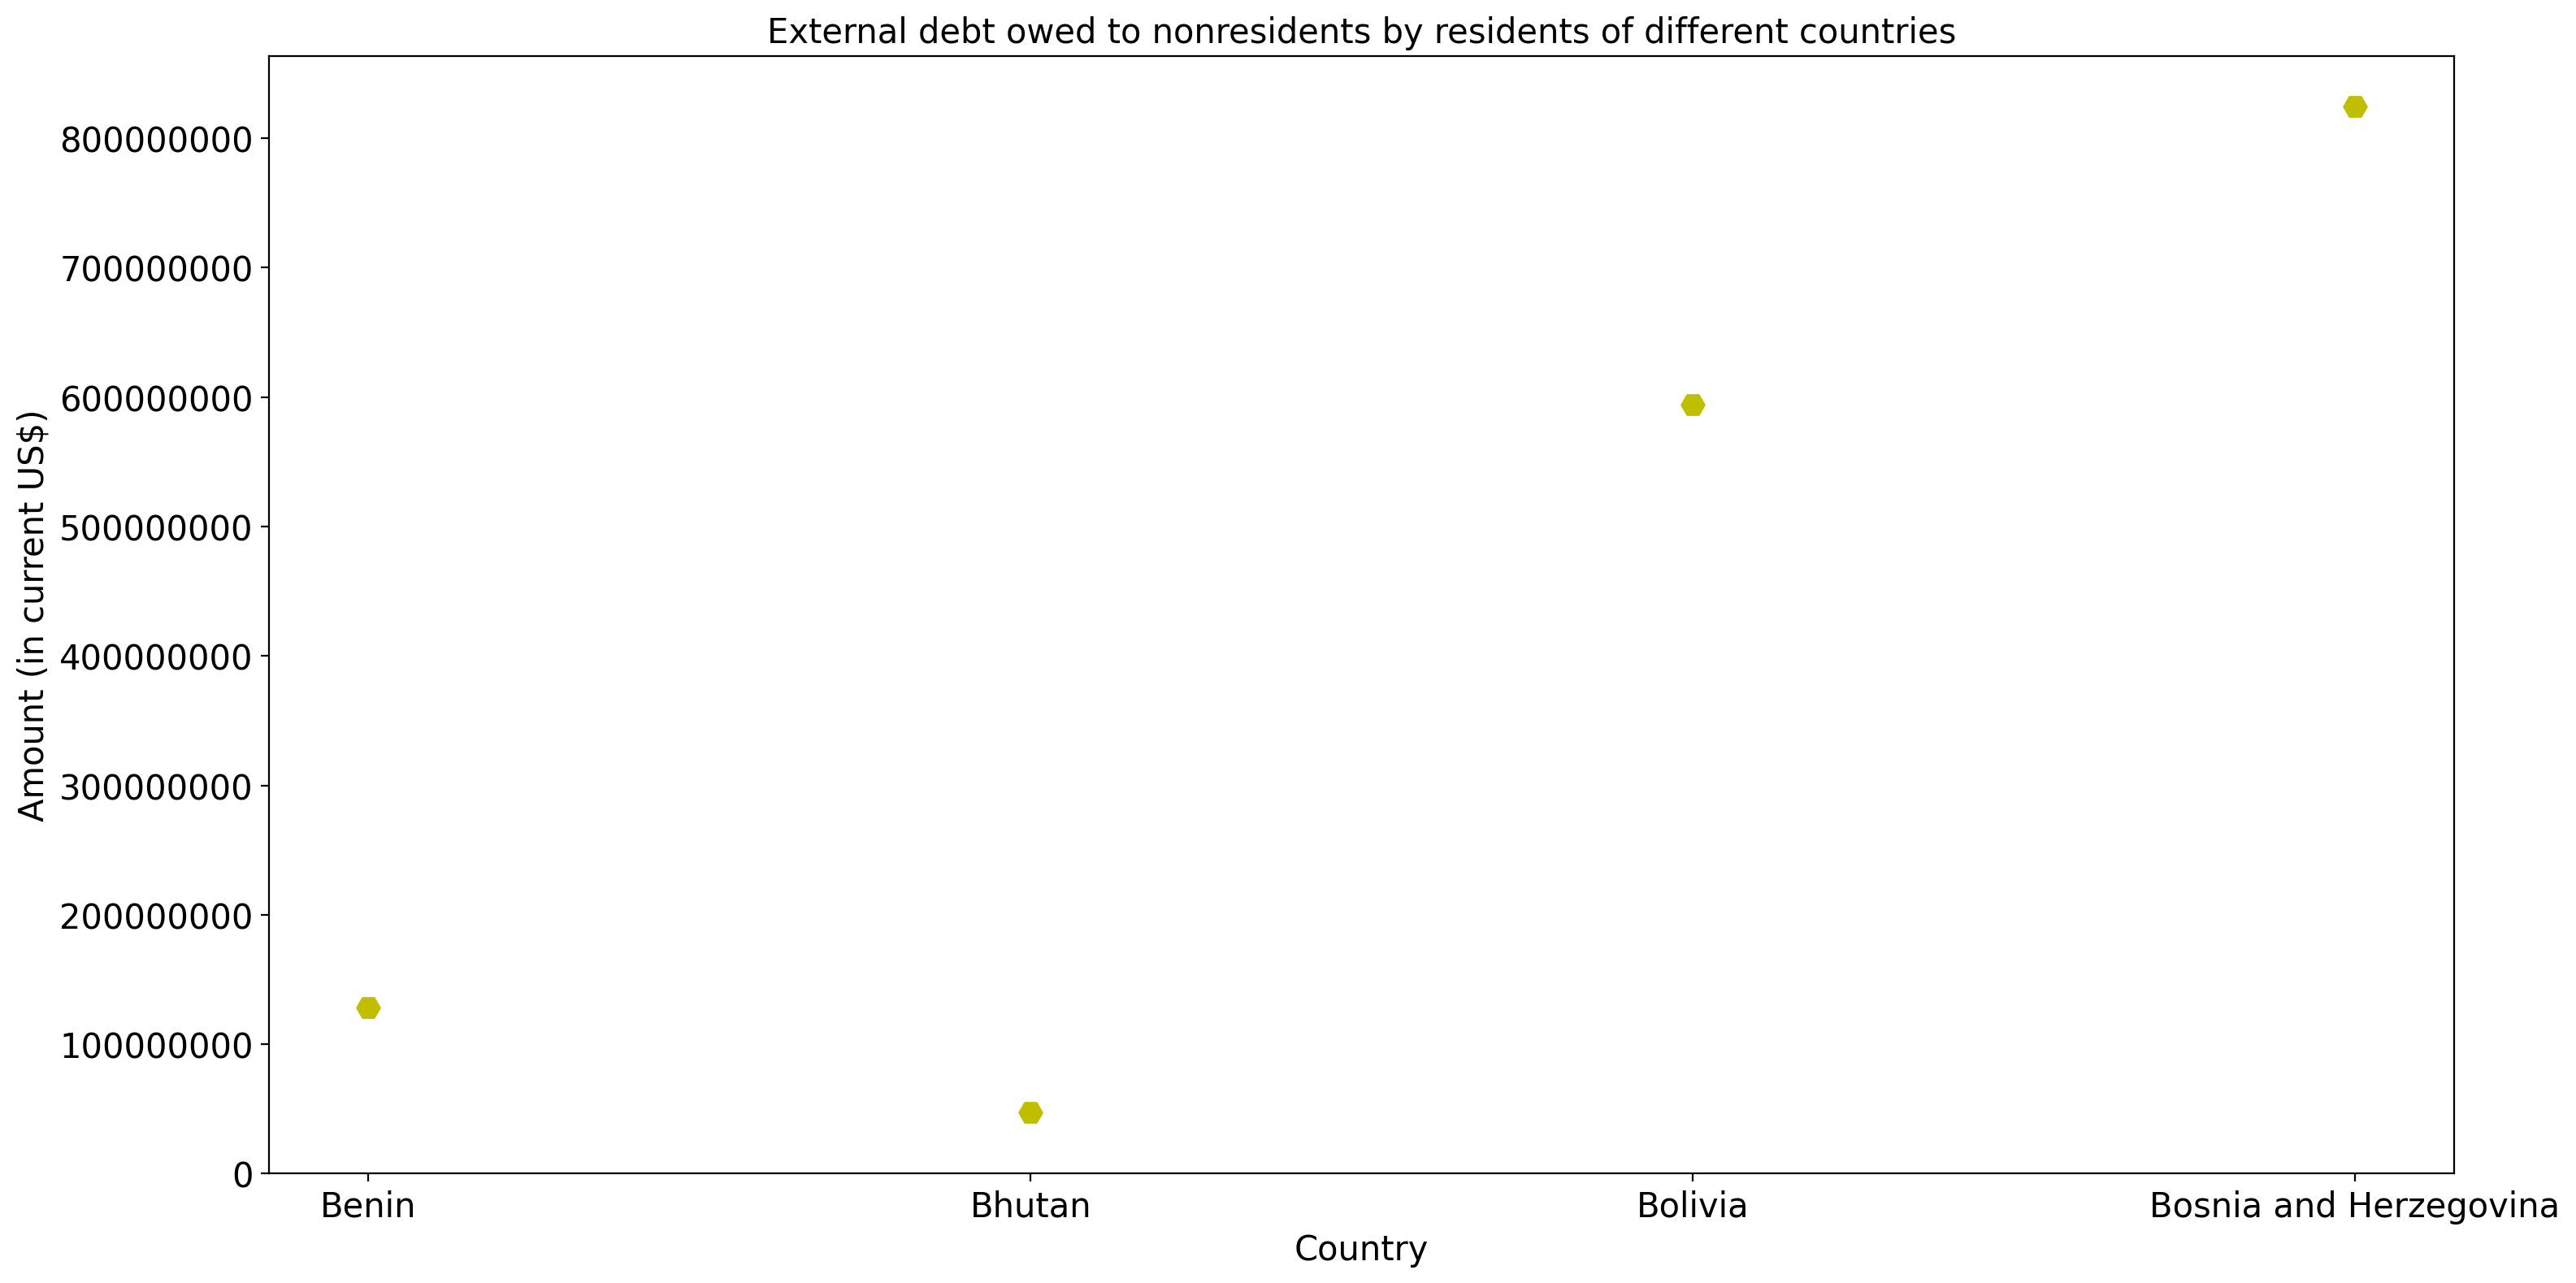 External debt owed to nonresidents by residents of different countries
Amount (in current US$)
800000000
700000000
600000000
500000000
400000000
300000000
200000000
100000000
0
Benin Bhutan Bolivia Bosnia and Herzegovina
Country